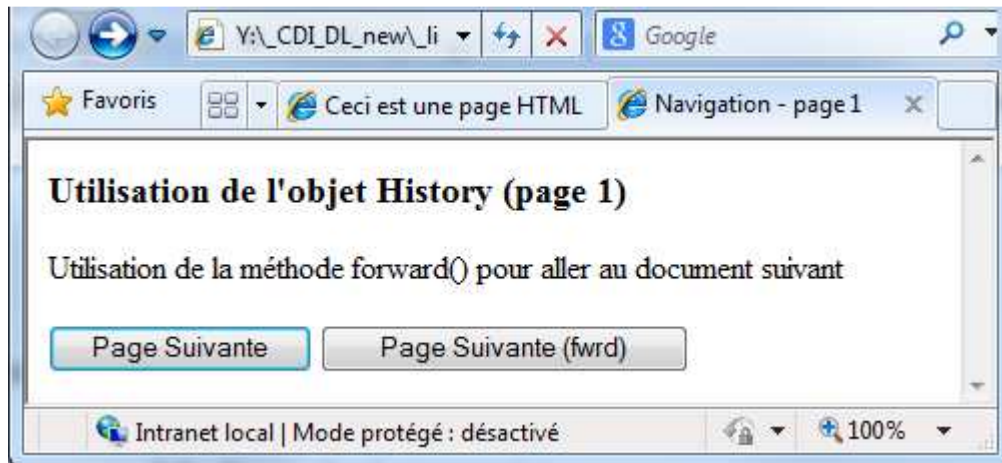 Y:\_CDI_DL_new\_li
Google
Favoris
Ceci est une page HTML
Navigation - page 1
Utilisation de l'objet History (page 1)
Utilisation de la méthode forward() pour aller au document suivant
Page Suivante
Page Suivante (fwrd)
Intranet local | Mode protégé : désactivé
100%